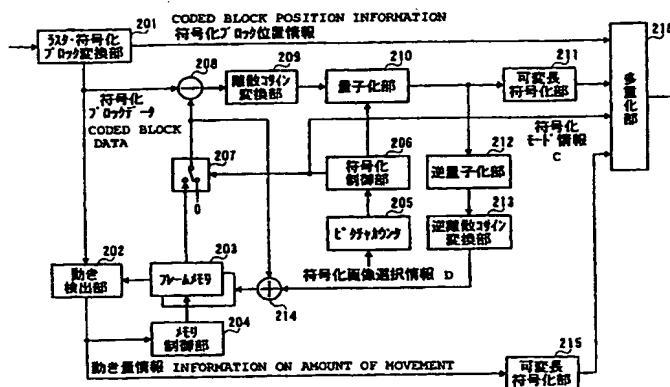 201
CODED BLOCK POSITION INFORMATION
符号化ブロック位置情報
ラスタ・符号化
ブロック変換部
216
多重化部
208
209
離散コサイン
変換部
210
量子化部
211
可変長
符号化部
符号化
ブロックデータ
CODED BLOCK
DATA
符号化
モード情報
C
207
0
206
符号化
制御部
212
逆量子化部
205
ピクチャカウンタ
213
逆離散コサイン
変換部
202
動き
検出部
203
フレームメモリ
符号化画像選択情報 D
214
メモリ
制御部
204
215
動き量情報 INFORMATION ON AMOUNT OF MOVEMENT
可変長
符号化部